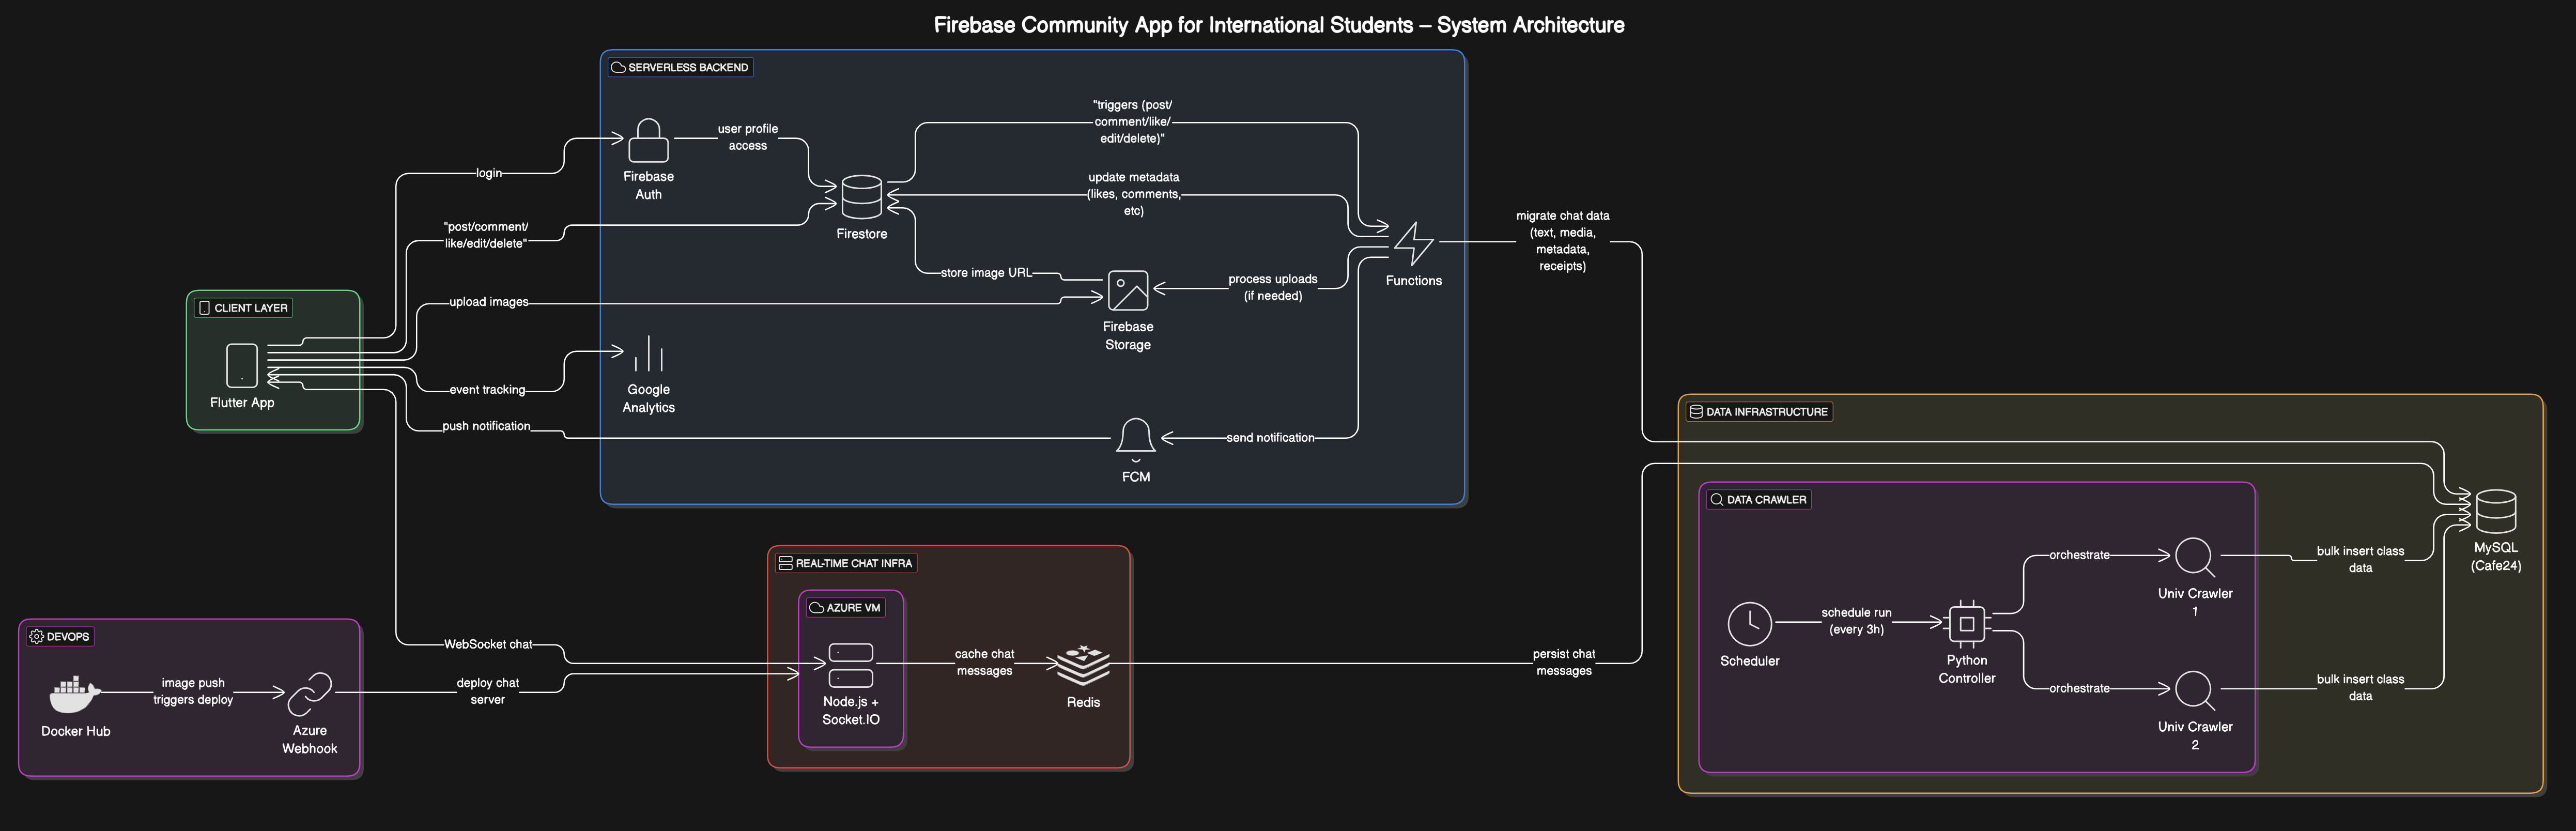 Firebase Community App for International Students – System Architecture
SERVERLESS BACKEND
"triggers (post/
comment/like/
edit/delete)"
user profile
access
login
Firebase
Auth
update metadata
(likes, comments,
etc)
"post/comment/
like/edit/delete"
Firestore
migrate chat data
(text, media,
metadata,
receipts)
store image URL
process uploads
(if needed)
Functions
upload images
CLIENT LAYER
Firebase
Storage
event tracking
Google
Analytics
Flutter App
push notification
send notification
FCM
DATA INFRASTRUCTURE
DATA CRAWLER
MySQL
(Cafe24)
orchestrate
bulk insert class
data
Univ Crawler
1
schedule run
(every 3h)
Scheduler
Python
Controller
orchestrate
bulk insert class
data
Univ Crawler
2
REAL-TIME CHAT INFRA
AZURE VM
WebSocket chat
cache chat
messages
persist chat
messages
Node.js +
Socket.IO
Redis
DEVOPS
image push
triggers deploy
deploy chat
server
Docker Hub
Azure
Webhook